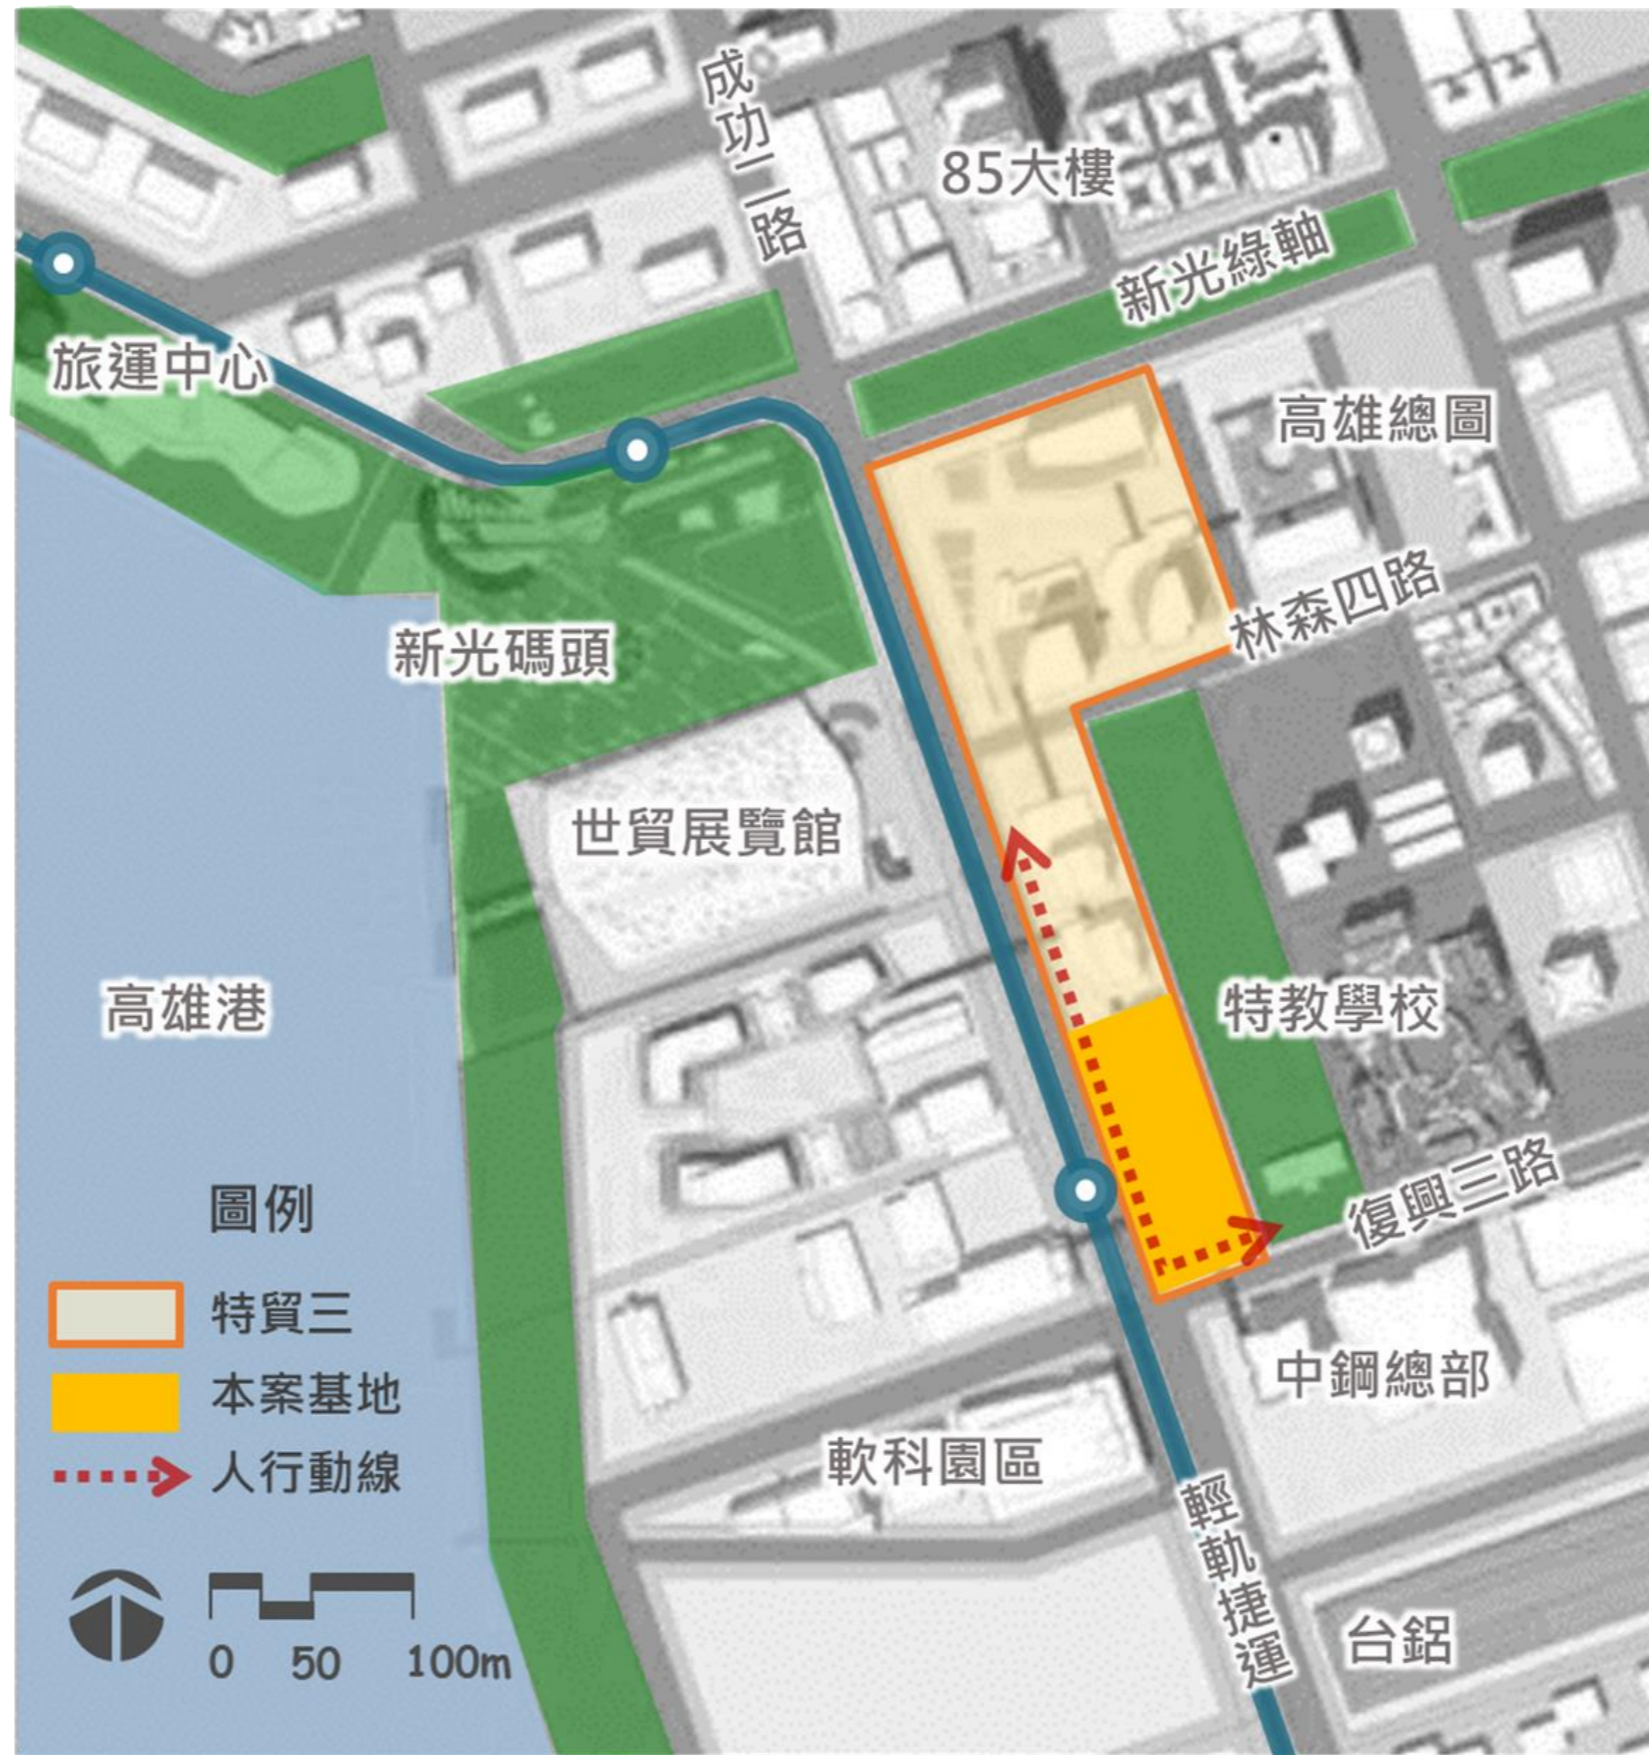 成功二路
85大樓
新光綠軸
旅運中心
高雄總圖
林森四路
新光碼頭
世貿展覽館
高雄港
特教學校
復興三路
中鋼總部
軟科園區
輕軌捷運
台鋁
圖例
特貿三
本案基地
人行動線
0 50 100m